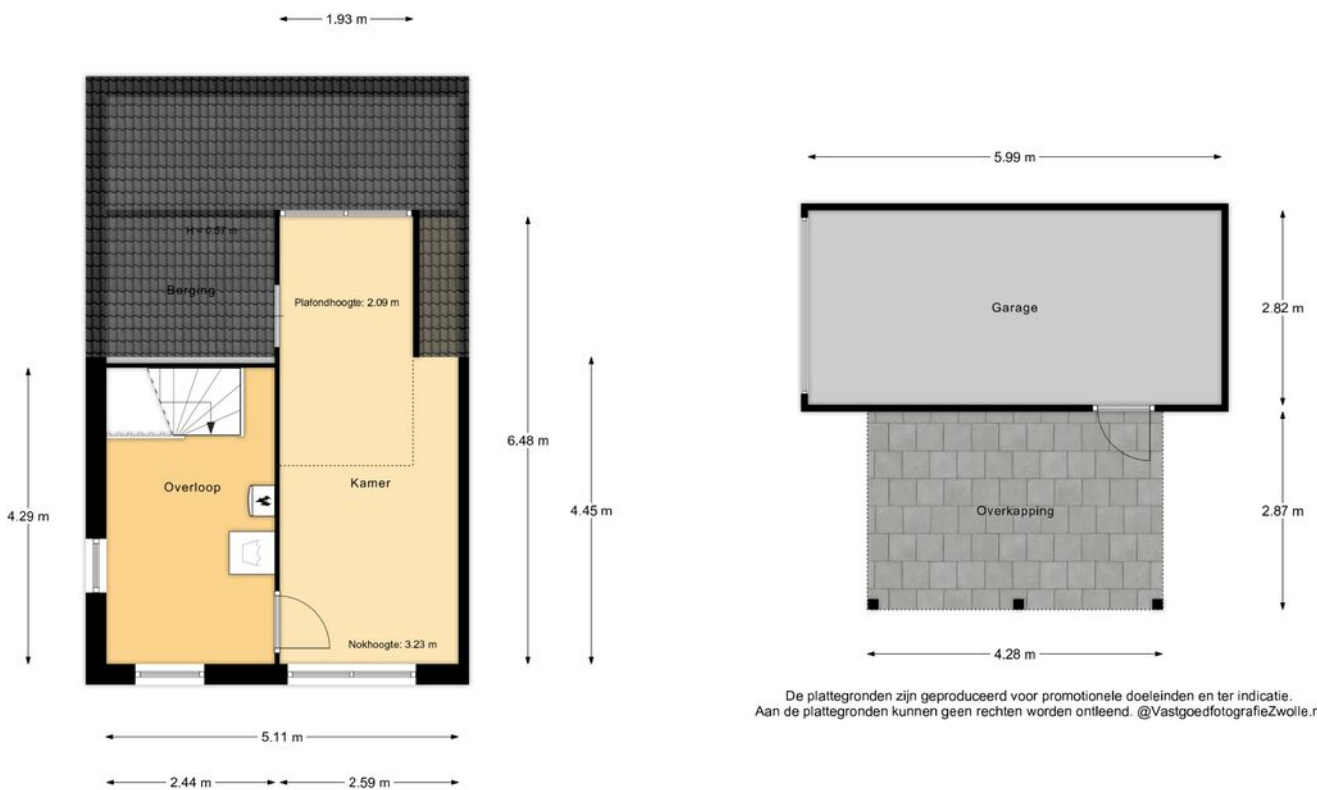 1.93 m
H = 0.57 m
Berging
Plafondhoogte: 2.09 m
Overloop
Kamer
Nokhoogte: 3.23 m
4.29 m
6.48 m
4.45 m
5.11 m
2.44 m
2.59 m
5.99 m
Garage
2.82 m
Overkapping
2.87 m
4.28 m
De plattegronden zijn geproduceerd voor promotionele doeleinden en ter indicatie.
Aan de plattegronden kunnen geen rechten worden ontleend. @VastgoedfotografieZwolle.n